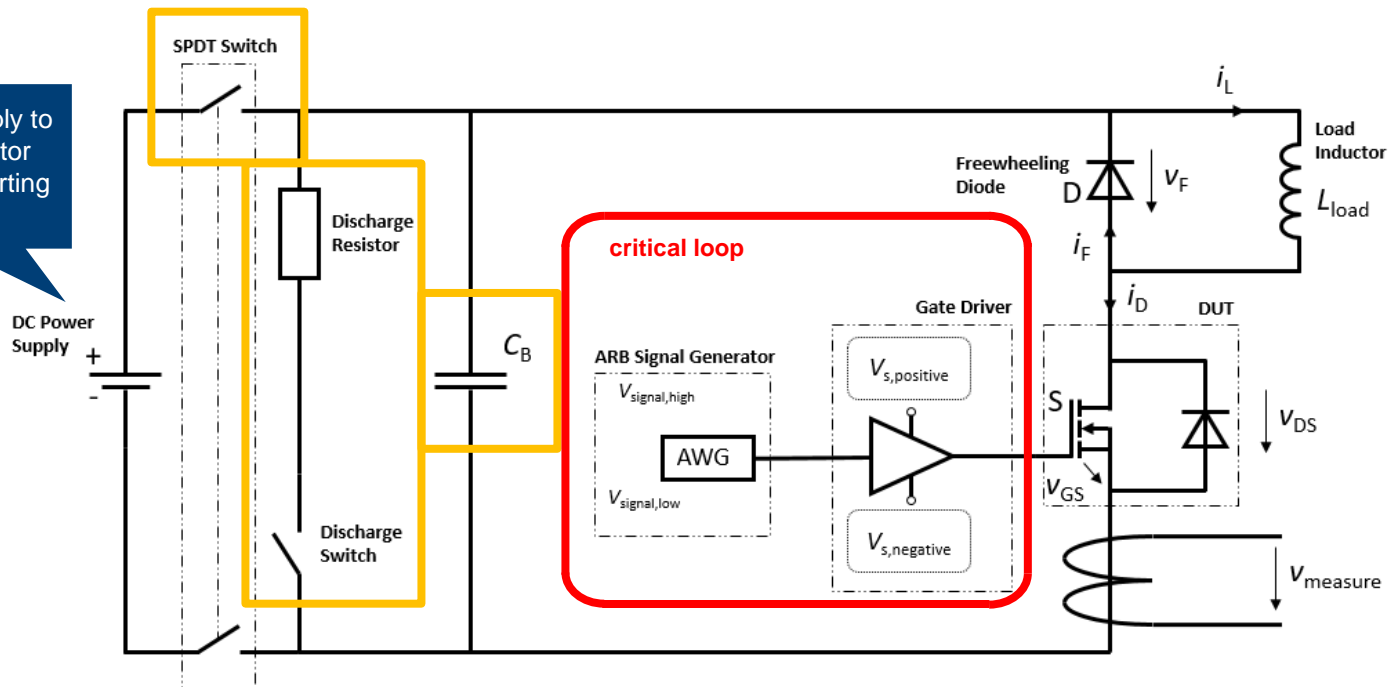 SPDT Switch
ply to
tor
rting
DC Power
Supply
+
-
Discharge
Resistor
Discharge
Switch
C_B
critical loop
ARB Signal Generator
V_signal,high
AWG
V_signal,low
Gate Driver
V_s,positive
V_s,negative
i_L
Load
Inductor
L_load
Freewheeling
Diode
D
v_F
i_F
i_D
DUT
S
v_GS
v_DS
v_measure